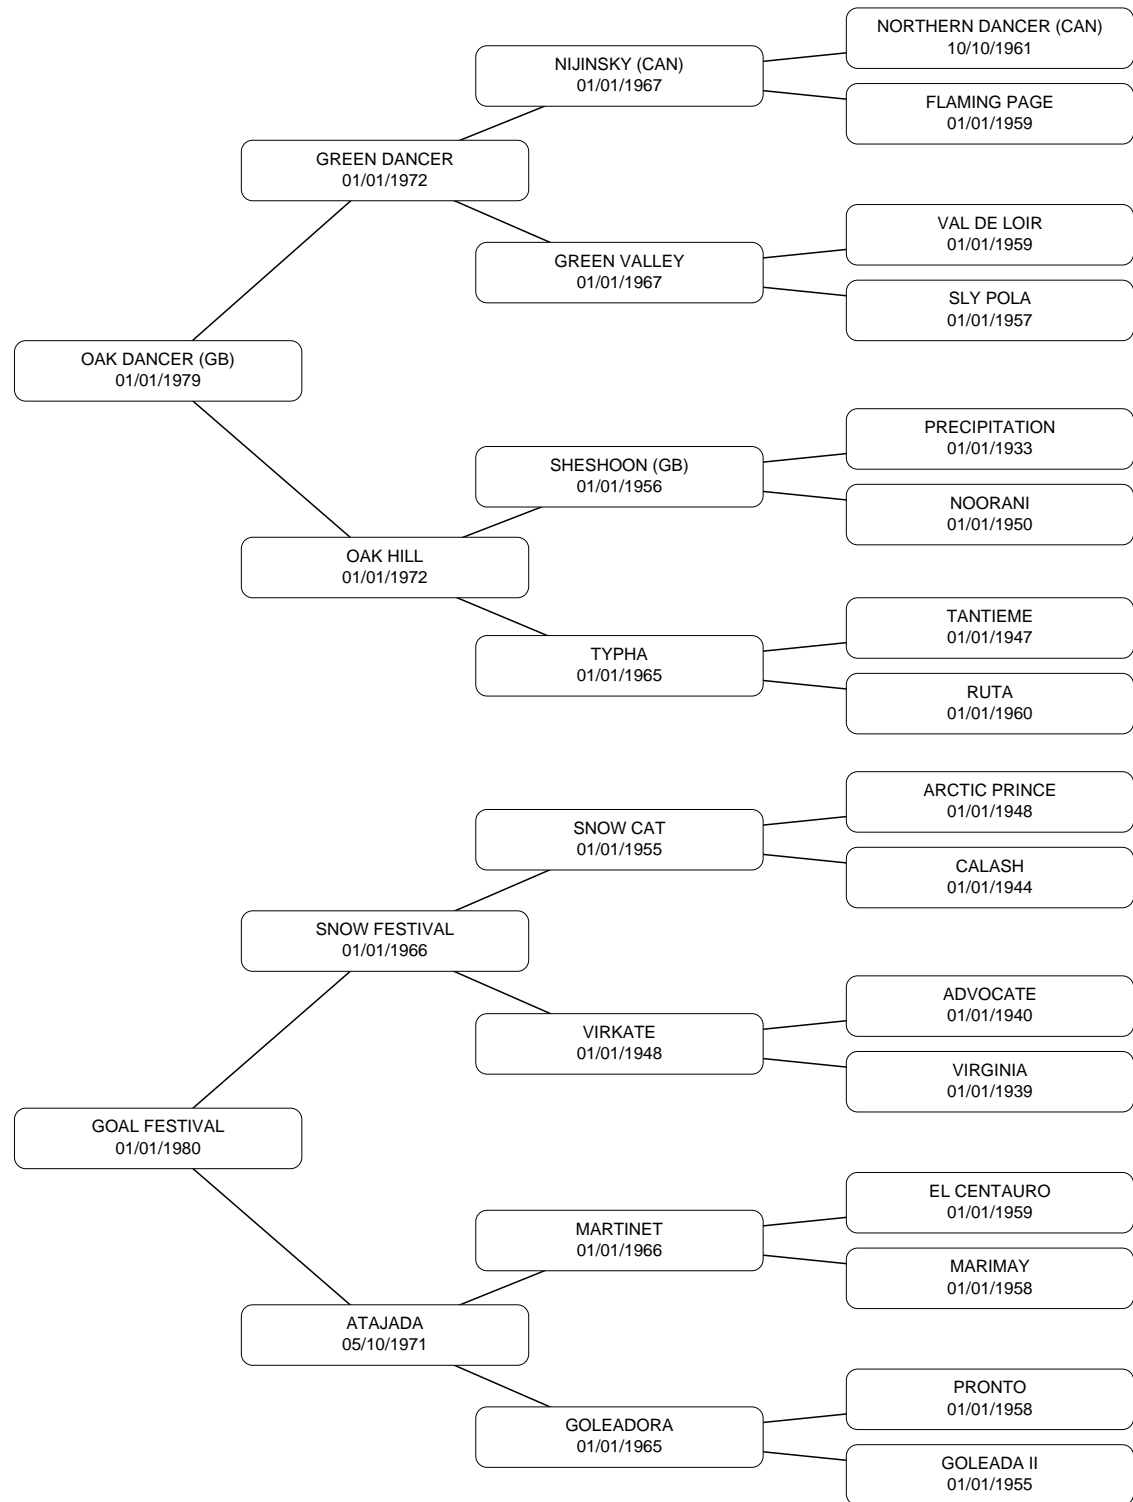 NORTHERN DANCER (CAN)
10/10/1961
NIJINSKY (CAN)
01/01/1967
FLAMING PAGE
01/01/1959
GREEN DANCER
01/01/1972
VAL DE LOIR
01/01/1959
GREEN VALLEY
01/01/1967
SLY POLA
01/01/1957
OAK DANCER (GB)
01/01/1979
PRECIPITATION
01/01/1933
SHESHOON (GB)
01/01/1956
NOORANI
01/01/1950
OAK HILL
01/01/1972
TANTIEME
01/01/1947
TYPHA
01/01/1965
RUTA
01/01/1960
ARCTIC PRINCE
01/01/1948
SNOW CAT
01/01/1955
CALASH
01/01/1944
SNOW FESTIVAL
01/01/1966
ADVOCATE
01/01/1940
VIRKATE
01/01/1948
VIRGINIA
01/01/1939
GOAL FESTIVAL
01/01/1980
EL CENTAURO
01/01/1959
MARTINET
01/01/1966
MARIMAY
01/01/1958
ATAJADA
05/10/1971
PRONTO
01/01/1958
GOLEADORA
01/01/1965
GOLEADA II
01/01/1955